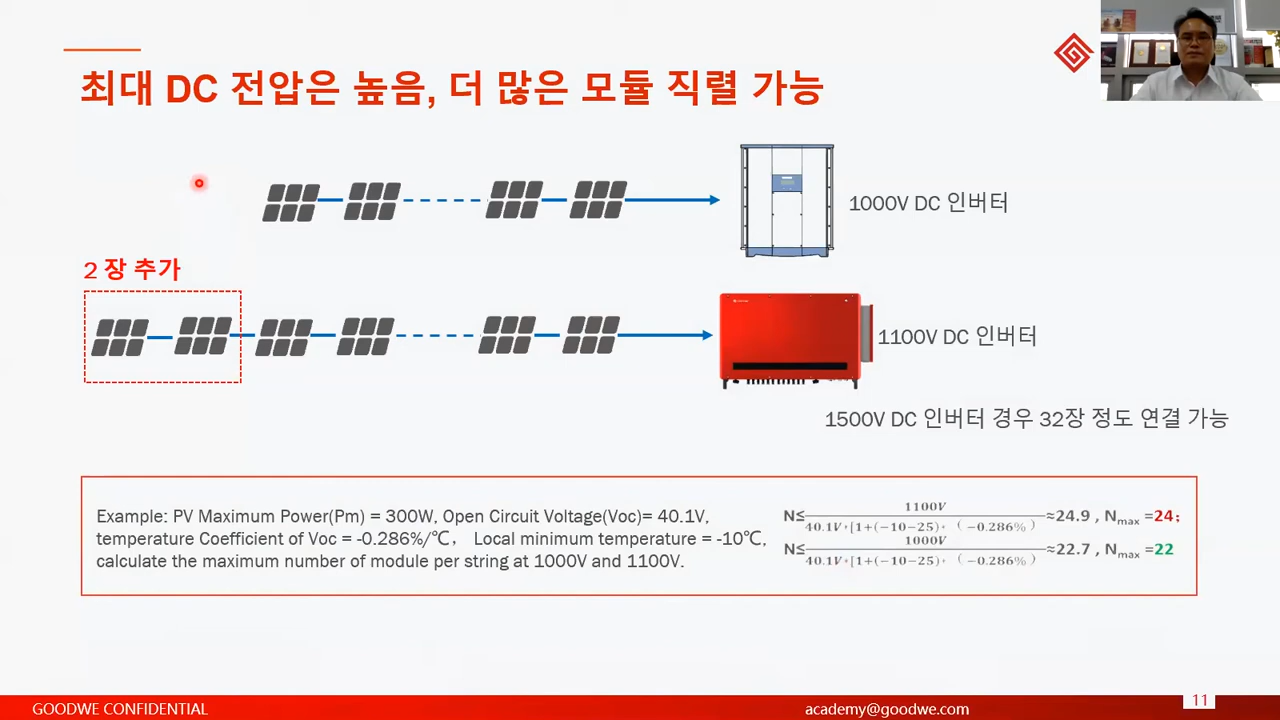 최대 DC 전압은 높음, 더 많은 모듈 직렬 가능
1000V DC 인버터
2 장 추가
1100V DC 인버터
1500V DC 인버터 경우 32장 정도 연결 가능
Example: PV Maximum Power(Pm) = 300W, Open Circuit Voltage(Voc)= 40.1V,
temperature Coefficient of Voc = -0.286%/℃,   Local minimum temperature = -10℃,
calculate the maximum number of module per string at 1000V and 1100V.
N≤ 1100V / 40.1V·[1+(−10−25)· (−0.286%) ≈24.9 , Nmax =24;
N≤ 1000V / 40.1V·[1+(−10−25)· (−0.286%) ≈22.7 , Nmax =22
GOODWE CONFIDENTIAL
academy@goodwe.com
11